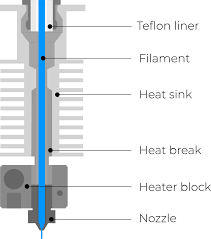 Teflon liner
Filament
Heat sink
Heat break
Heater block
Nozzle